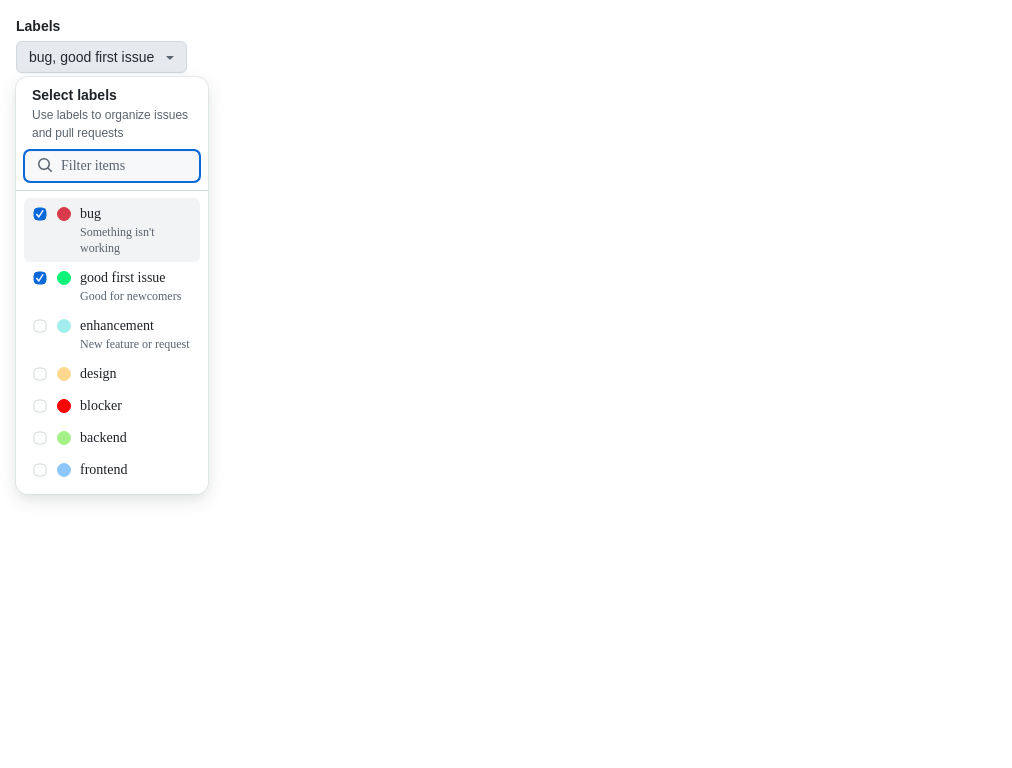 Labels
bug, good first issue
Select labels
Use labels to organize issues
and pull requests
Filter items
bug
Something isn't
working
good first issue
Good for newcomers
enhancement
New feature or request
design
blocker
backend
frontend